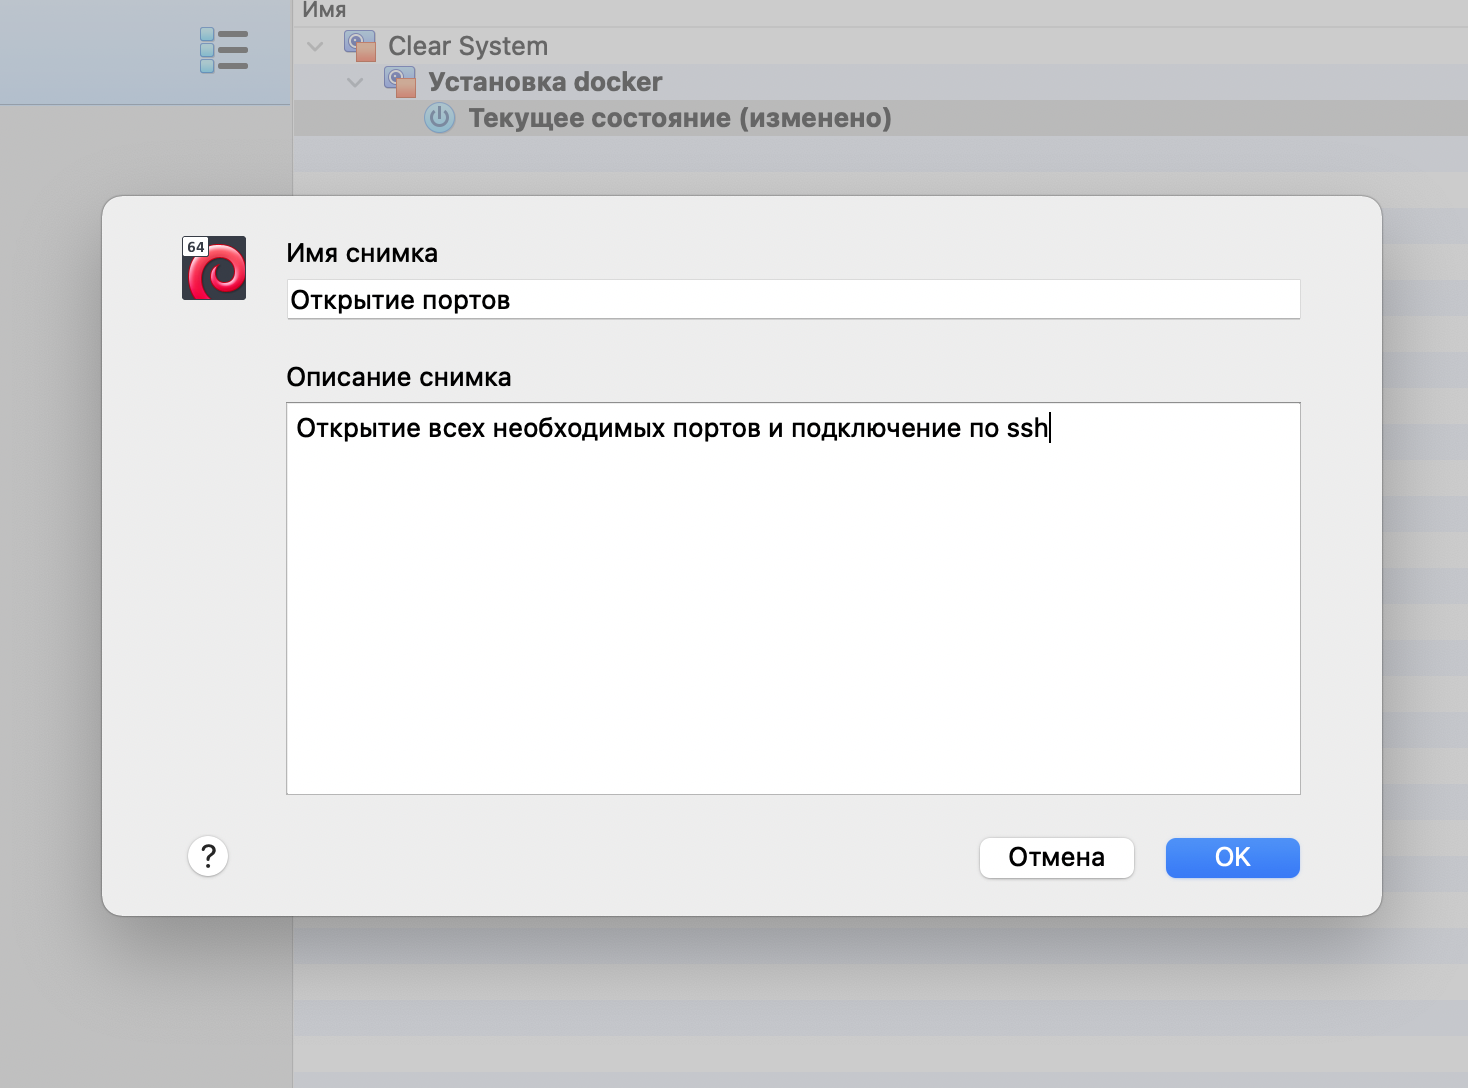 Имя
Clear System
Установка docker
Текущее состояние (изменено)
64
Имя снимка
Открытие портов
Описание снимка
Открытие всех необходимых портов и подключение по ssh
?
Отмена
OK